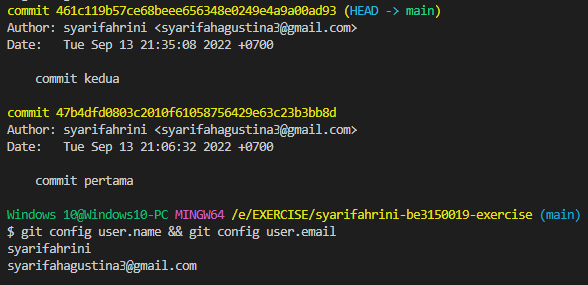 commit 461c119b57ce68beee656348e0249e4a9a00ad93 (HEAD -> main)
Author: syarifahrini <syarifahagustina3@gmail.com>
Date:   Tue Sep 13 21:35:08 2022 +0700

    commit kedua

commit 47b4dfd0803c2010f61058756429e63c23b3bb8d
Author: syarifahrini <syarifahagustina3@gmail.com>
Date:   Tue Sep 13 21:06:32 2022 +0700

    commit pertama

Windows 10@Windows10-PC MINGW64 /e/EXERCISE/syarifahrini-be3150019-exercise (main)
$ git config user.name && git config user.email
syarifahrini
syarifahagustina3@gmail.com